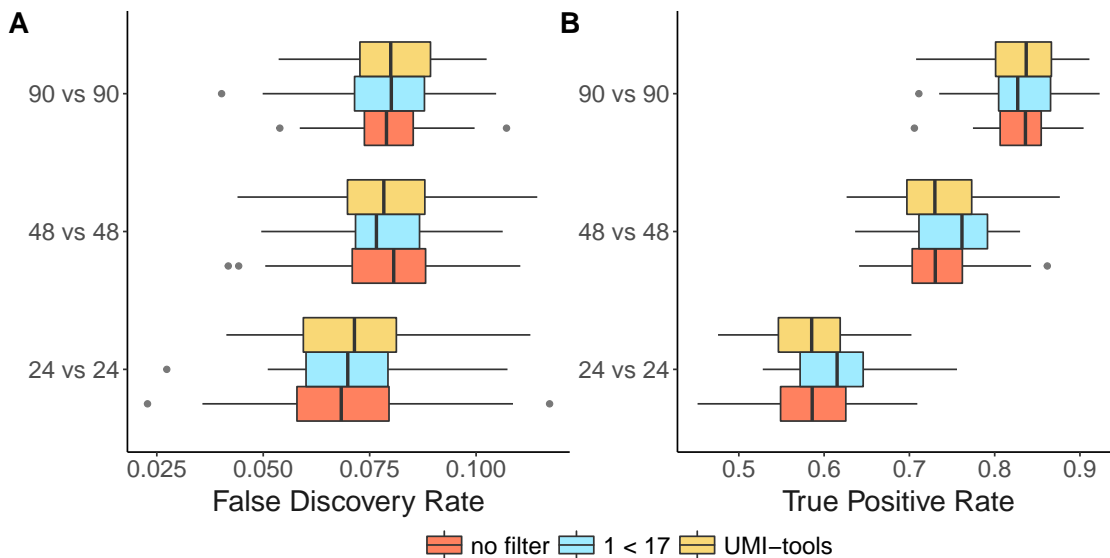 A
B
90 vs 90
48 vs 48
24 vs 24
0.025 0.050 0.075 0.100
False Discovery Rate
90 vs 90
48 vs 48
24 vs 24
0.5 0.6 0.7 0.8 0.9
True Positive Rate
no filter 1 < 17 UMI−tools